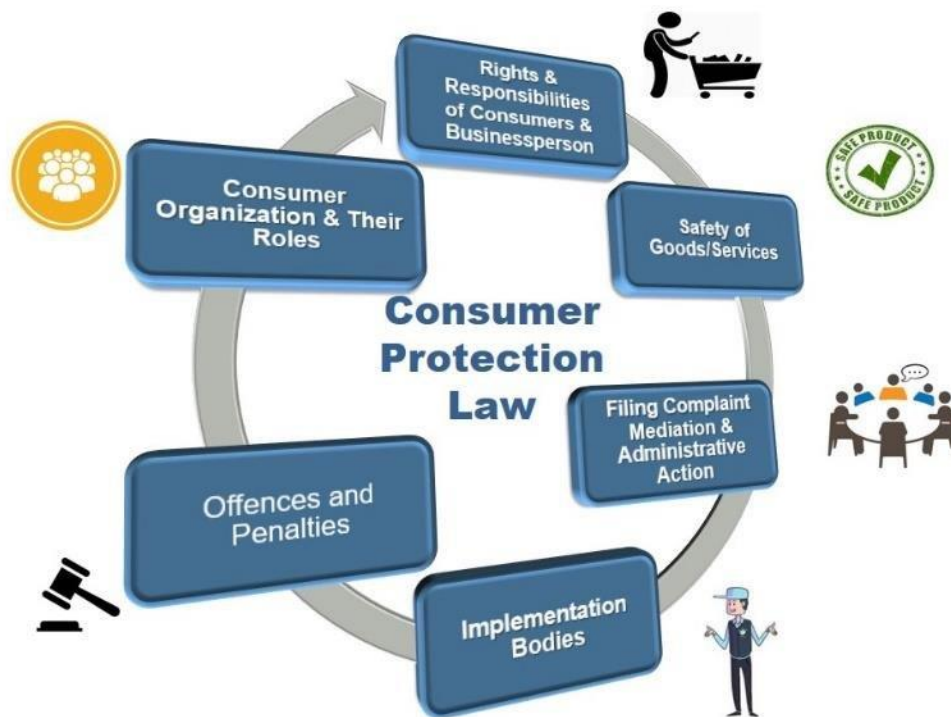 Rights &
Responsibilities
of Consumers &
Businessperson
SAFE PRODUCT
SAFE PRODUCT
Consumer
Organization & Their
Roles
Safety of
Goods/Services
Consumer
Protection
Law
Filing Complaint
Mediation &
Administrative
Action
Offences and
Penalties
Implementation
Bodies